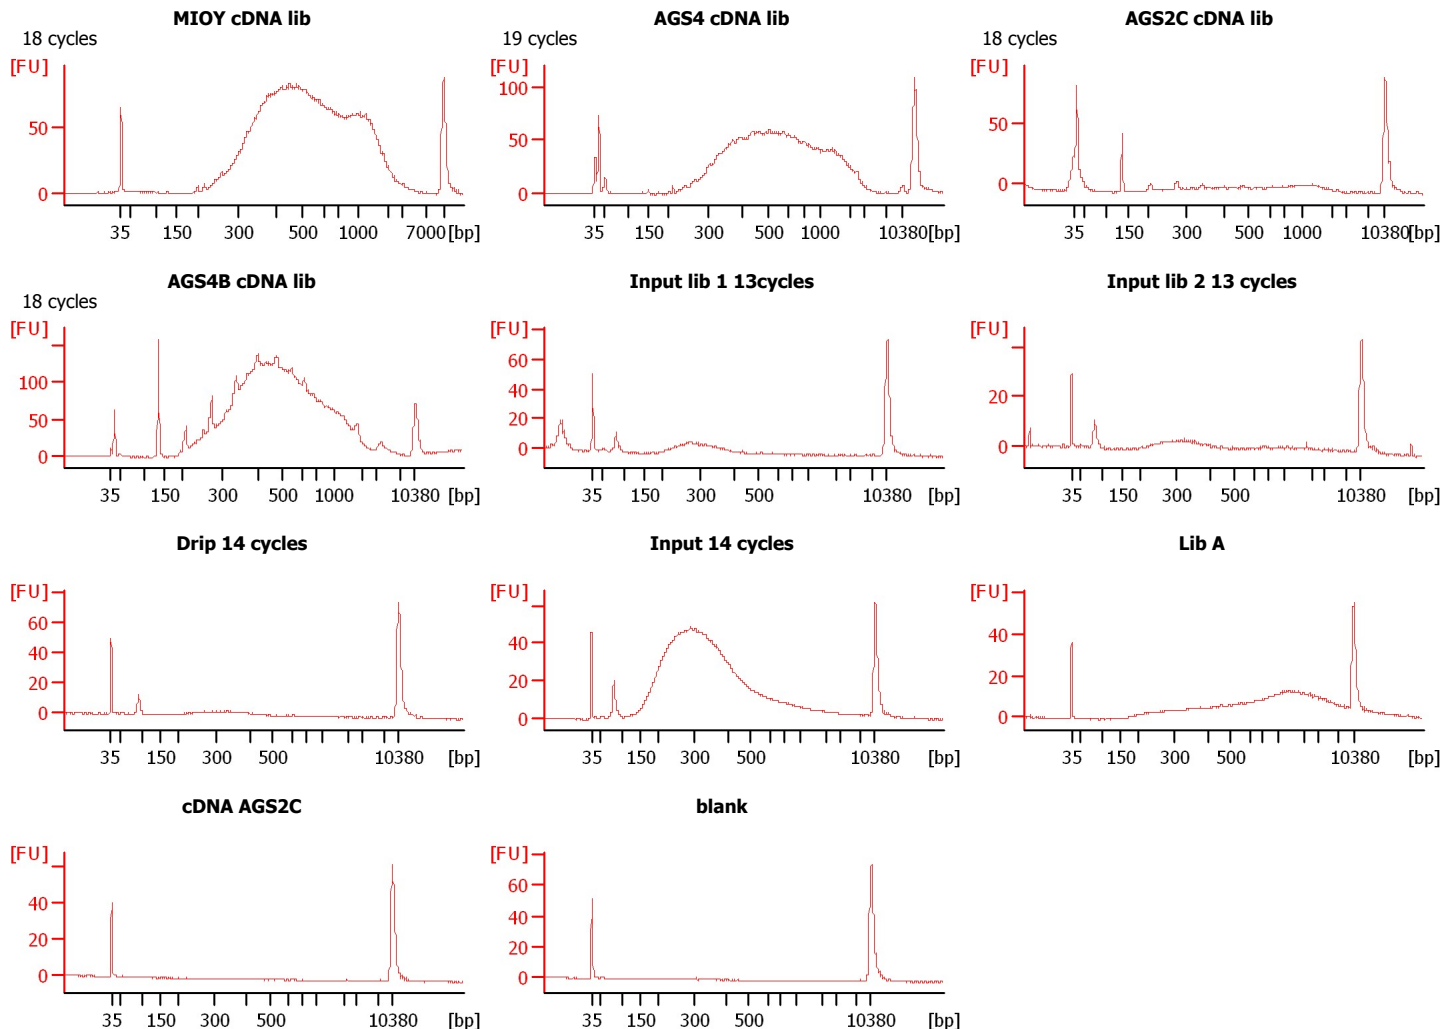 MIOY cDNA lib
18 cycles
[FU]
50
0
35 150 300 500 1000 7000 [bp]
AGS4 cDNA lib
19 cycles
[FU]
100
50
0
35 150 300 500 1000 10380 [bp]
AGS2C cDNA lib
18 cycles
[FU]
50
0
35 150 300 500 1000 10380 [bp]
AGS4B cDNA lib
18 cycles
[FU]
100
50
0
35 150 300 500 1000 10380 [bp]
Input lib 1 13cycles
[FU]
60
40
20
0
35 150 300 500 10380 [bp]
Input lib 2 13 cycles
[FU]
20
0
35 150 300 500 10380 [bp]
Drip 14 cycles
[FU]
60
40
20
0
35 150 300 500 10380 [bp]
Input 14 cycles
[FU]
40
20
0
35 150 300 500 10380 [bp]
Lib A
[FU]
40
20
0
35 150 300 500 10380 [bp]
cDNA AGS2C
[FU]
40
20
0
35 150 300 500 10380 [bp]
blank
[FU]
60
40
20
0
35 150 300 500 10380 [bp]